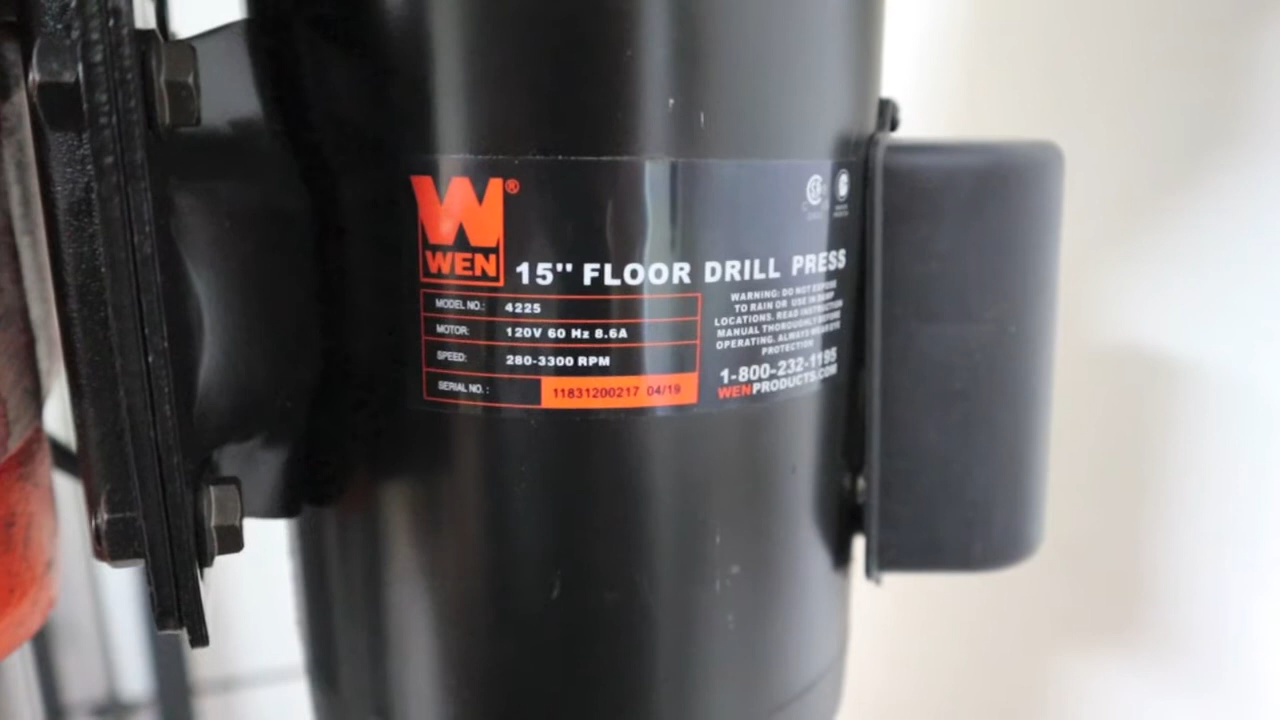 W®
WEN
15" FLOOR DRILL PRESS
MODEL NO.: 4225
MOTOR: 120V 60 Hz 8.6A
SPEED: 280-3300 RPM
SERIAL NO.: 11831200217 04/19
WARNING: DO NOT EXPOSE
TO RAIN OR USE IN DAMP
LOCATIONS. READ INSTRUCTION
MANUAL THOROUGHLY BEFORE
OPERATING. ALWAYS WEAR EYE
PROTECTION
1-800-232-1195
WENPRODUCTS.COM